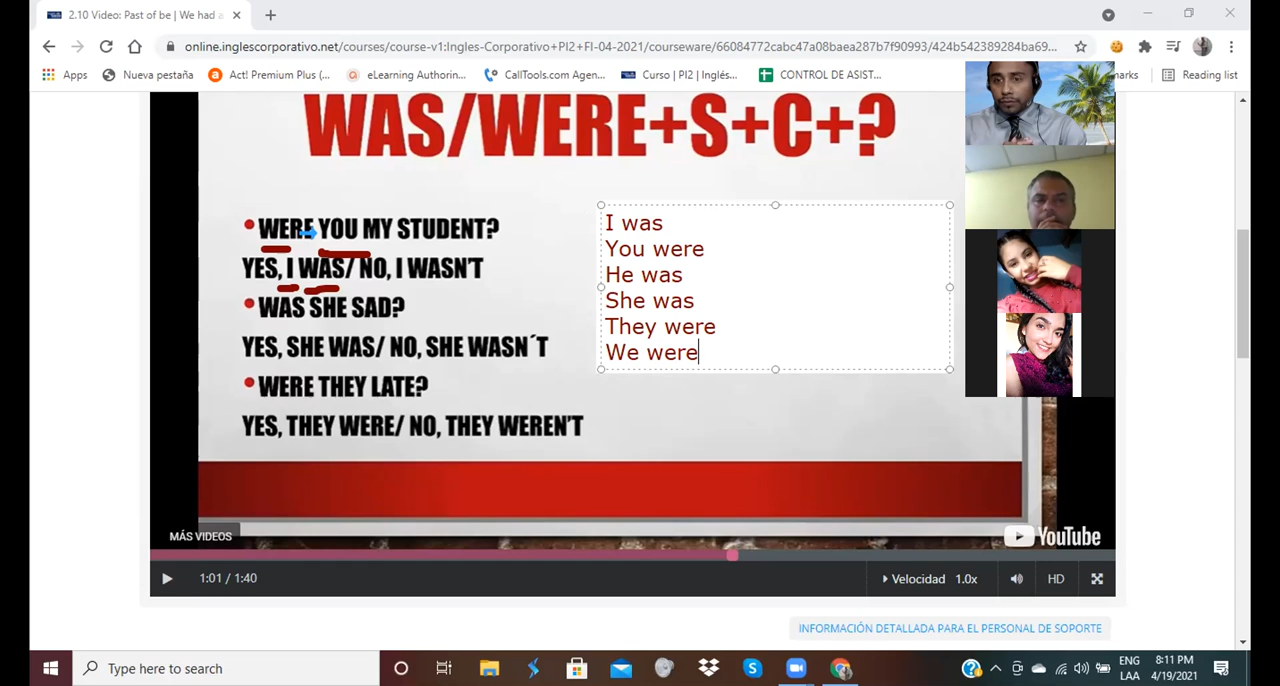 2.10 Video: Past of be | We had a
online.inglescorporativo.net/courses/course-v1:Ingles-Corporativo+PI2+FI-04-2021/courseware/66084772cabc47a08baea287b7f90993/424b542389284ba69...
Apps
Nueva pestaña
Act! Premium Plus (...
eLearning Authorin...
CallTools.com Agen...
Curso | PI2 | Inglés...
CONTROL DE ASIST...
marks
Reading list
WAS/WERE+S+C+?
•WERE YOU MY STUDENT?
YES, I WAS/ NO, I WASN'T
•WAS SHE SAD?
YES, SHE WAS/ NO, SHE WASN´T
•WERE THEY LATE?
YES, THEY WERE/ NO, THEY WEREN'T
I was
You were
He was
She was
They were
We were
MÁS VIDEOS
YouTube
1:01 / 1:40
Velocidad 1.0x
HD
INFORMACIÓN DETALLADA PARA EL PERSONAL DE SOPORTE
Type here to search
ENG
LAA
8:11 PM
4/19/2021